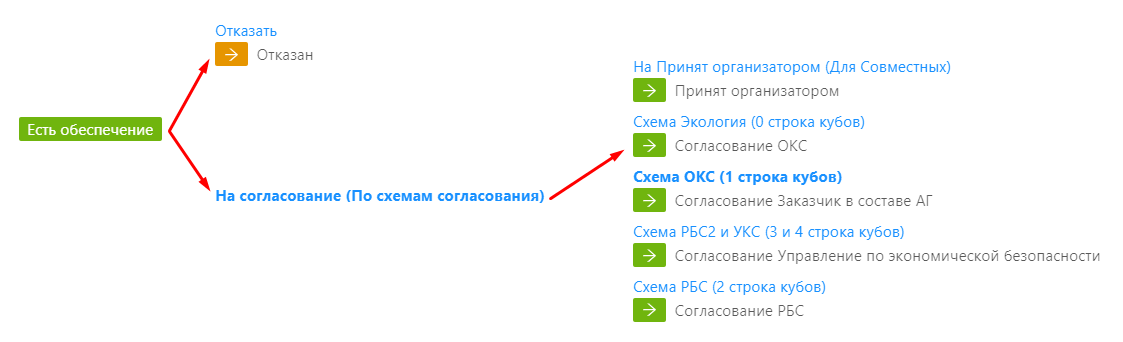 Отказать
Отказан
Есть обеспечение
На согласование (По схемам согласования)
На Принят организатором (Для Совместных)
Принят организатором
Схема Экология (0 строка кубов)
Согласование ОКС
Схема ОКС (1 строка кубов)
Согласование Заказчик в составе АГ
Схема РБС2 и УКС (3 и 4 строка кубов)
Согласование Управление по экономической безопасности
Схема РБС (2 строка кубов)
Согласование РБС